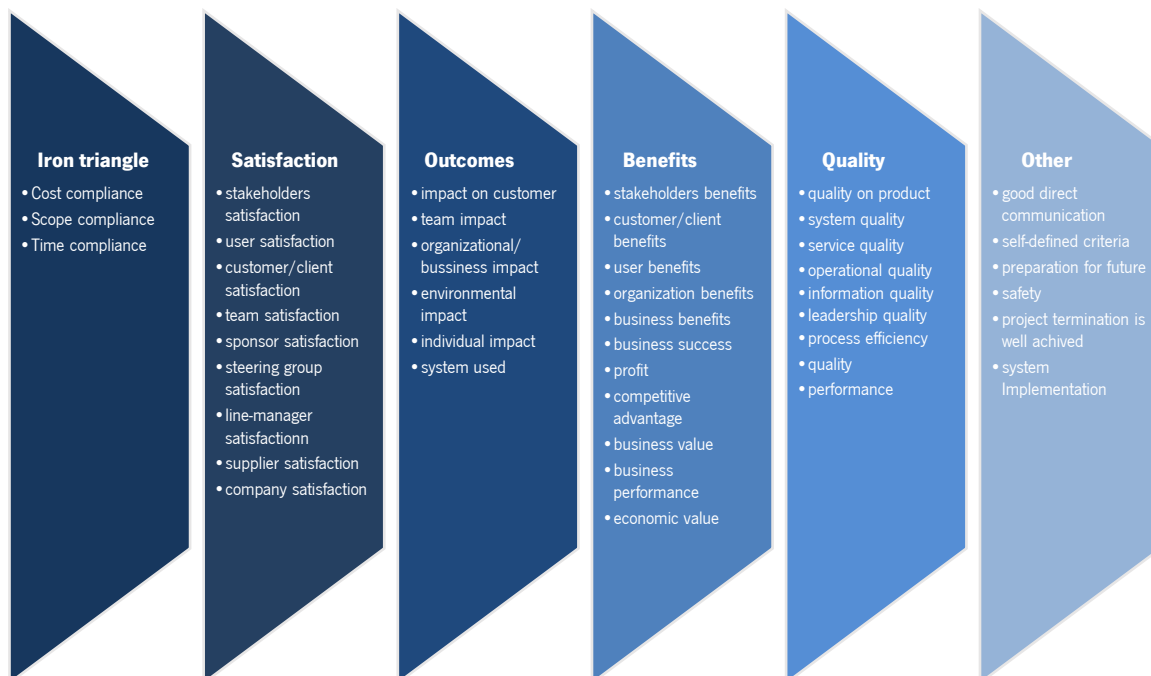 Iron triangle
• Cost compliance
• Scope compliance
• Time compliance
Satisfaction
• stakeholders
satisfaction
• user satisfaction
• customer/client
satisfaction
• team satisfaction
• sponsor satisfaction
• steering group
satisfaction
• line-manager
satisfactionn
• supplier satisfaction
• company satisfaction
Outcomes
• impact on customer
• team impact
• organizational/
bussiness impact
• environmental
impact
• individual impact
• system used
Benefits
• stakeholders benefits
• customer/client
benefits
• user benefits
• organization benefits
• business benefits
• business success
• profit
• competitive
advantage
• business value
• business
performance
• economic value
Quality
• quality on product
• system quality
• service quality
• operational quality
• information quality
• leadership quality
• process efficiency
• quality
• performance
Other
• good direct
communication
• self-defined criteria
• preparation for future
• safety
• project termination is
well achived
• system
Implementation